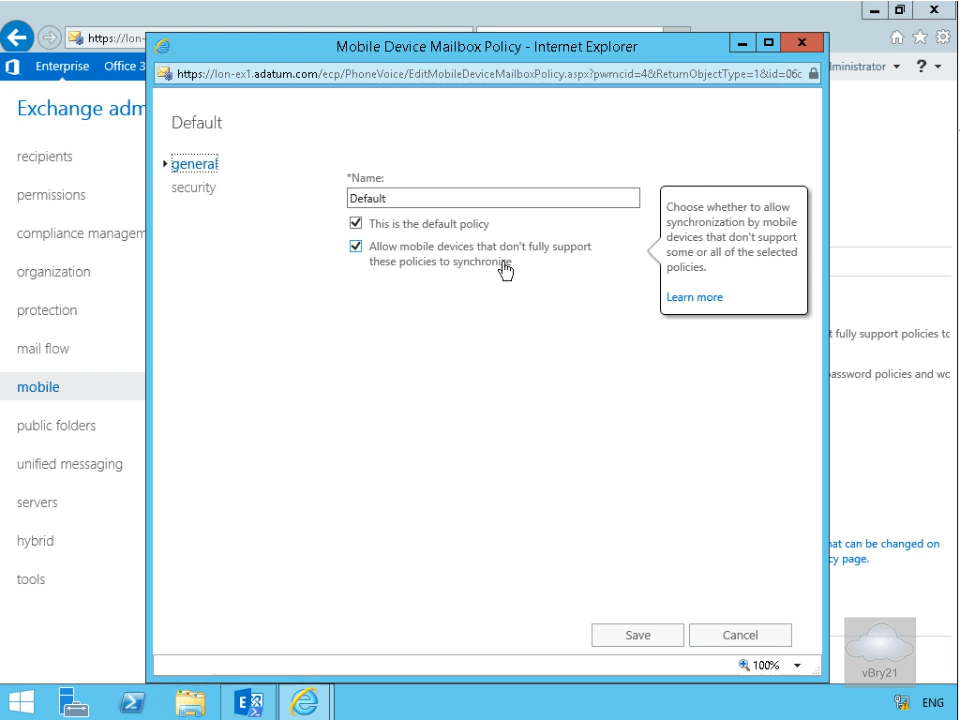 https://lon-
Mobile Device Mailbox Policy - Internet Explorer
Enterprise Office 3
dministrator ?
https://lon-ex1.adatum.com/ecp/PhoneVoice/EditMobileDeviceMailboxPolicy.aspx?pwmcid=4&ReturnObjectType=1&id=06c
Exchange adm
Default
recipients
permissions
compliance managem
organization
protection
mail flow
mobile
public folders
unified messaging
servers
hybrid
tools
general
security
*Name:
Default
This is the default policy
Allow mobile devices that don't fully support
these policies to synchronize
Choose whether to allow
synchronization by mobile
devices that don't support
some or all of the selected
policies.
Learn more
t fully support policies to
password policies and wo
hat can be changed on
cy page.
Save Cancel
100%
vBry21
ENG